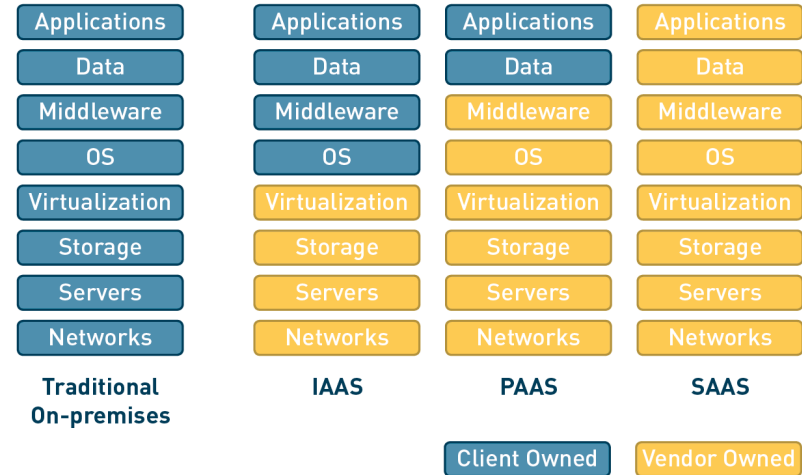 Applications Applications Applications Applications
Data Data Data Data
Middleware Middleware Middleware Middleware
OS OS OS OS
Virtualization Virtualization Virtualization Virtualization
Storage Storage Storage Storage
Servers Servers Servers Servers
Networks Networks Networks Networks
Traditional IAAS PAAS SAAS
On-premises
Client Owned Vendor Owned